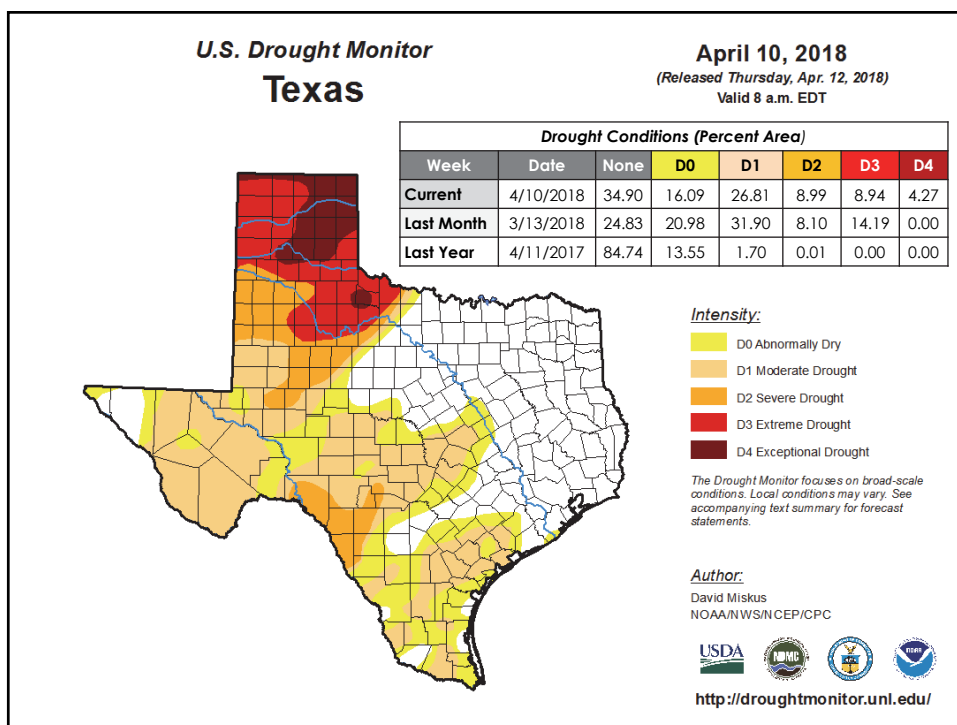 U.S. Drought Monitor
Texas
April 10, 2018
(Released Thursday, Apr. 12, 2018)
Valid 8 a.m. EDT
Drought Conditions (Percent Area)
Week Date None D0 D1 D2 D3 D4
Current 4/10/2018 34.90 16.09 26.81 8.99 8.94 4.27
Last Month 3/13/2018 24.83 20.98 31.90 8.10 14.19 0.00
Last Year 4/11/2017 84.74 13.55 1.70 0.01 0.00 0.00
Intensity:
D0 Abnormally Dry
D1 Moderate Drought
D2 Severe Drought
D3 Extreme Drought
D4 Exceptional Drought
The Drought Monitor focuses on broad-scale
conditions. Local conditions may vary. See
accompanying text summary for forecast
statements.
Author:
David Miskus
NOAA/NWS/NCEP/CPC
USDA
NDMC
NOAA
http://droughtmonitor.unl.edu/